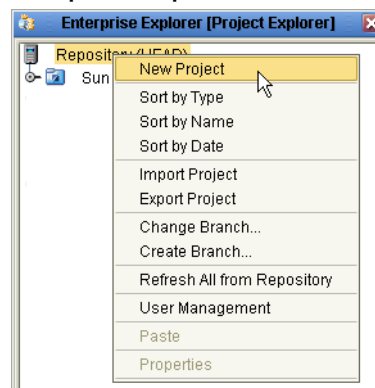 Enterprise Explorer [Project Explorer]
Repository (HEAD)
Sun
New Project
Sort by Type
Sort by Name
Sort by Date
Import Project
Export Project
Change Branch...
Create Branch...
Refresh All from Repository
User Management
Paste
Properties